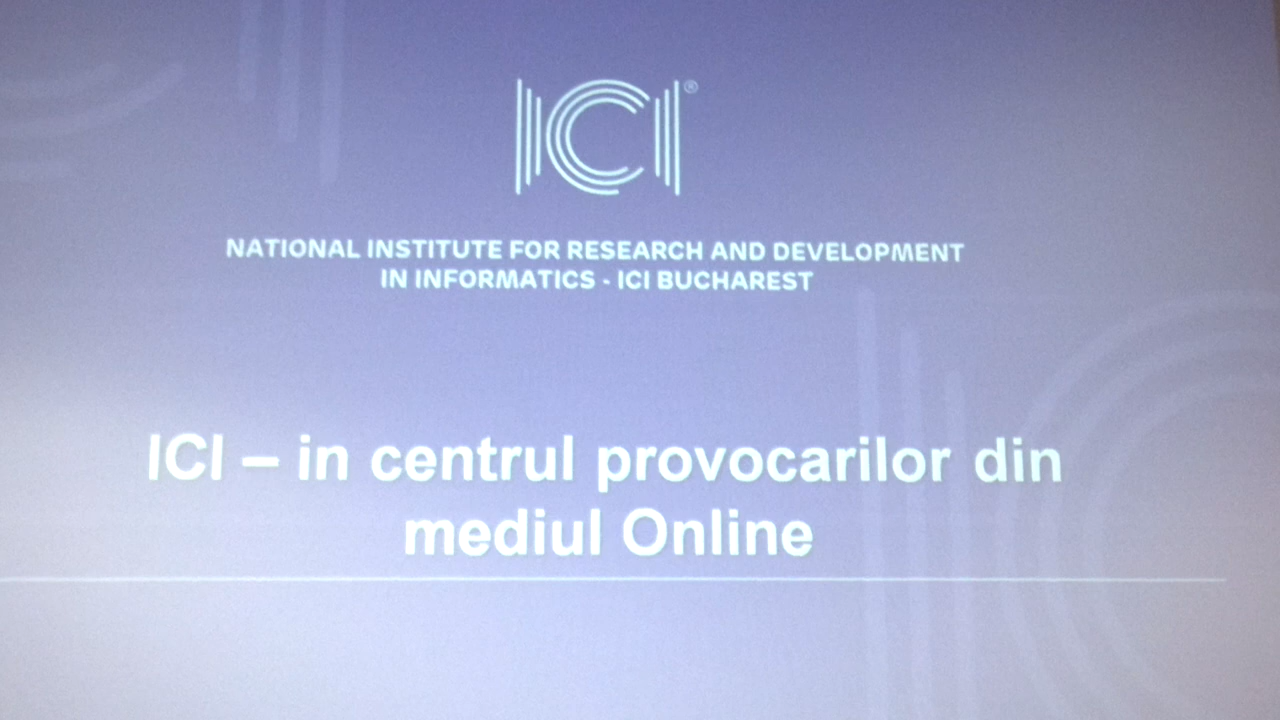 ICI®
NATIONAL INSTITUTE FOR RESEARCH AND DEVELOPMENT
IN INFORMATICS - ICI BUCHAREST
ICI – in centrul provocarilor din
mediul Online